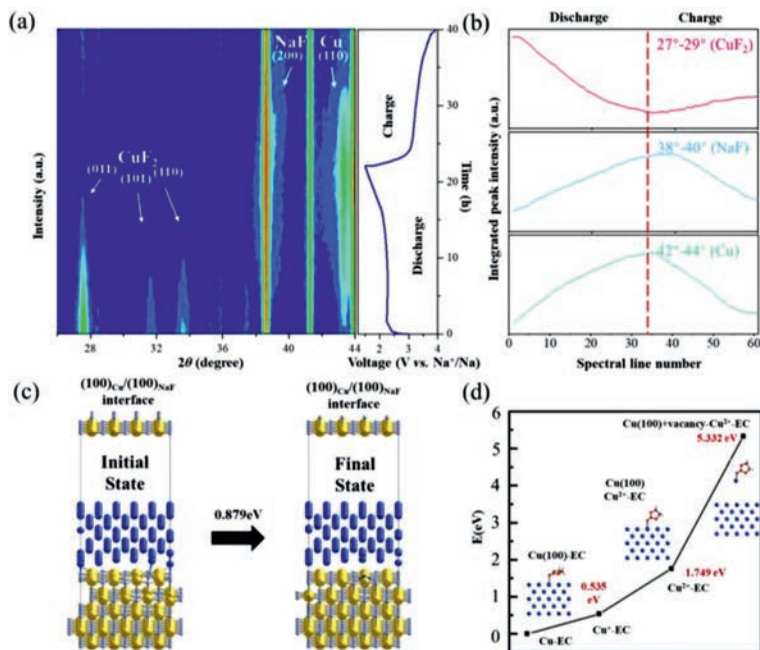 (a)
NaF
(200)
Cu
(110)
CuF2
(011)
(101)
(110)
Intensity (a.u.)
28
32
36
40
44
2θ (degree)
Charge
Discharge
2
3
4
Voltage (V vs. Na⁺/Na)
40
30
20
10
0
Time (h)
(b)
Discharge
Charge
27°-29° (CuF₂)
38°-40° (NaF)
42°-44° (Cu)
Integrated peak intensity (a.u.)
0
10
20
30
40
50
60
Spectral line number
(c)
(100)Cu/(100)NaF
interface
Initial
State
0.879eV
(100)Cu/(100)NaF
interface
Final
State
(d)
Cu(100)+vacancy-Cu²⁺-EC
5.332 eV
Cu(100)
Cu²⁺-EC
Cu(100)-EC
0.535
eV
1.749 eV
Cu-EC
Cu⁺-EC
Cu²⁺-EC
E(eV)
6
5
4
3
2
1
0